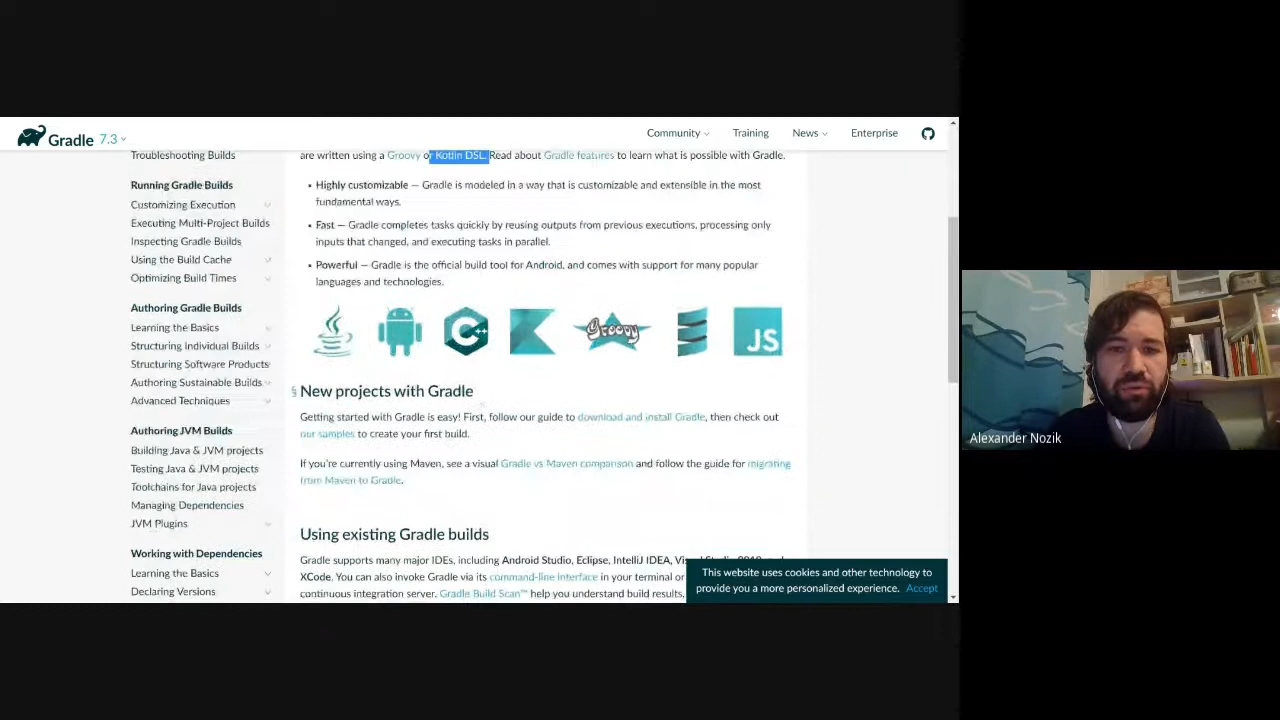 Gradle 7.3
Community
Training
News
Enterprise
Troubleshooting Builds
Running Gradle Builds
Customizing Execution
Executing Multi-Project Builds
Inspecting Gradle Builds
Using the Build Cache
Optimizing Build Times
Authoring Gradle Builds
Learning the Basics
Structuring Individual Builds
Structuring Software Products
Authoring Sustainable Builds
Advanced Techniques
Authoring JVM Builds
Building Java & JVM projects
Testing Java & JVM projects
Toolchains for Java projects
Managing Dependencies
JVM Plugins
Working with Dependencies
Learning the Basics
Declaring Versions
are written using a Groovy or Kotlin DSL. Read about Gradle features to learn what is possible with Gradle.
▪ Highly customizable — Gradle is modeled in a way that is customizable and extensible in the most
fundamental ways.
▪ Fast — Gradle completes tasks quickly by reusing outputs from previous executions, processing only
inputs that changed, and executing tasks in parallel.
▪ Powerful — Gradle is the official build tool for Android, and comes with support for many popular
languages and technologies.
C++
Groovy
JS
§ New projects with Gradle
Getting started with Gradle is easy! First, follow our guide to download and install Gradle, then check out
our samples to create your first build.
If you're currently using Maven, see a visual Gradle vs Maven comparison and follow the guide for migrating
from Maven to Gradle.
Using existing Gradle builds
Gradle supports many major IDEs, including Android Studio, Eclipse, IntelliJ IDEA,
XCode. You can also invoke Gradle via its command-line interface in your terminal or
continuous integration server. Gradle Build Scan™ help you understand build results,
This website uses cookies and other technology to
provide you a more personalized experience. Accept
Alexander Nozik